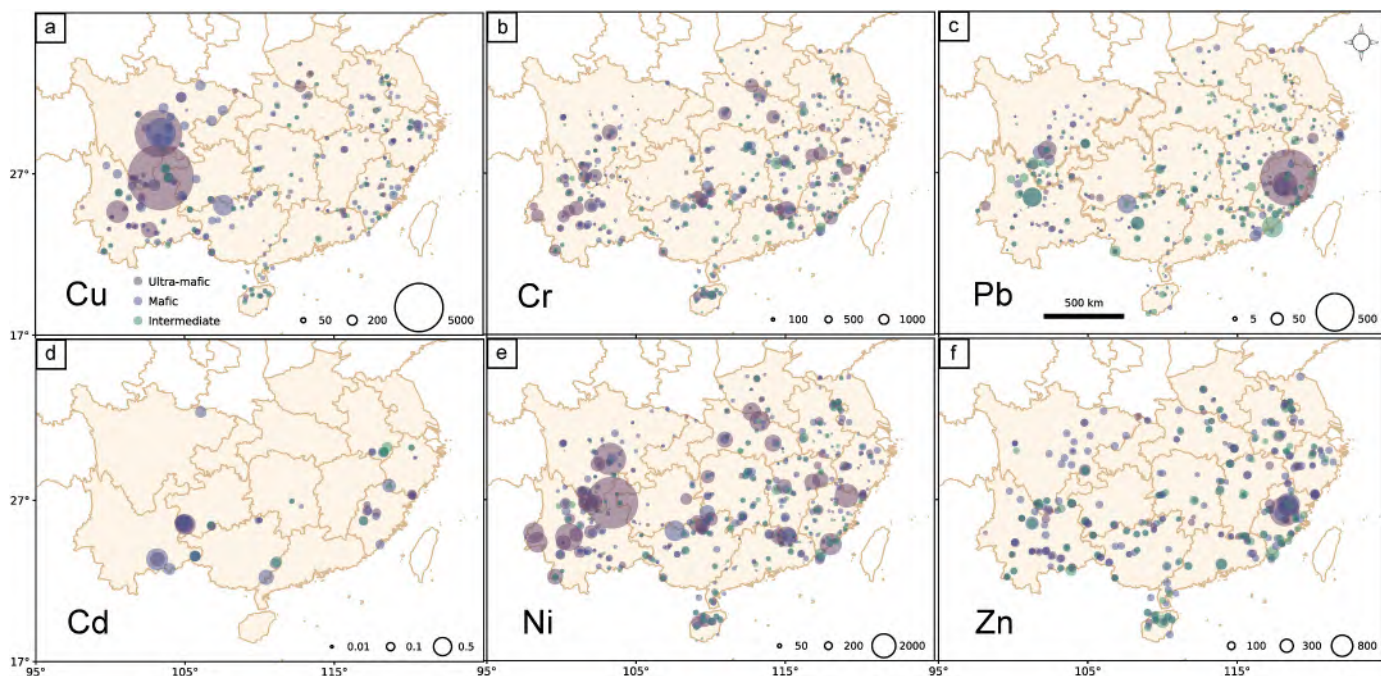 a
b
c
27°
Ultra-mafic
Mafic
Intermediate
Cu
Cr
Pb
50 200 5000
100 500 1000
500 km
5 50 500
17°
d
e
f
27°
Cd
Ni
Zn
0.01 0.1 0.5
50 200 2000
100 300 800
17°
95° 105° 115° 95° 105° 115° 95° 105° 115°